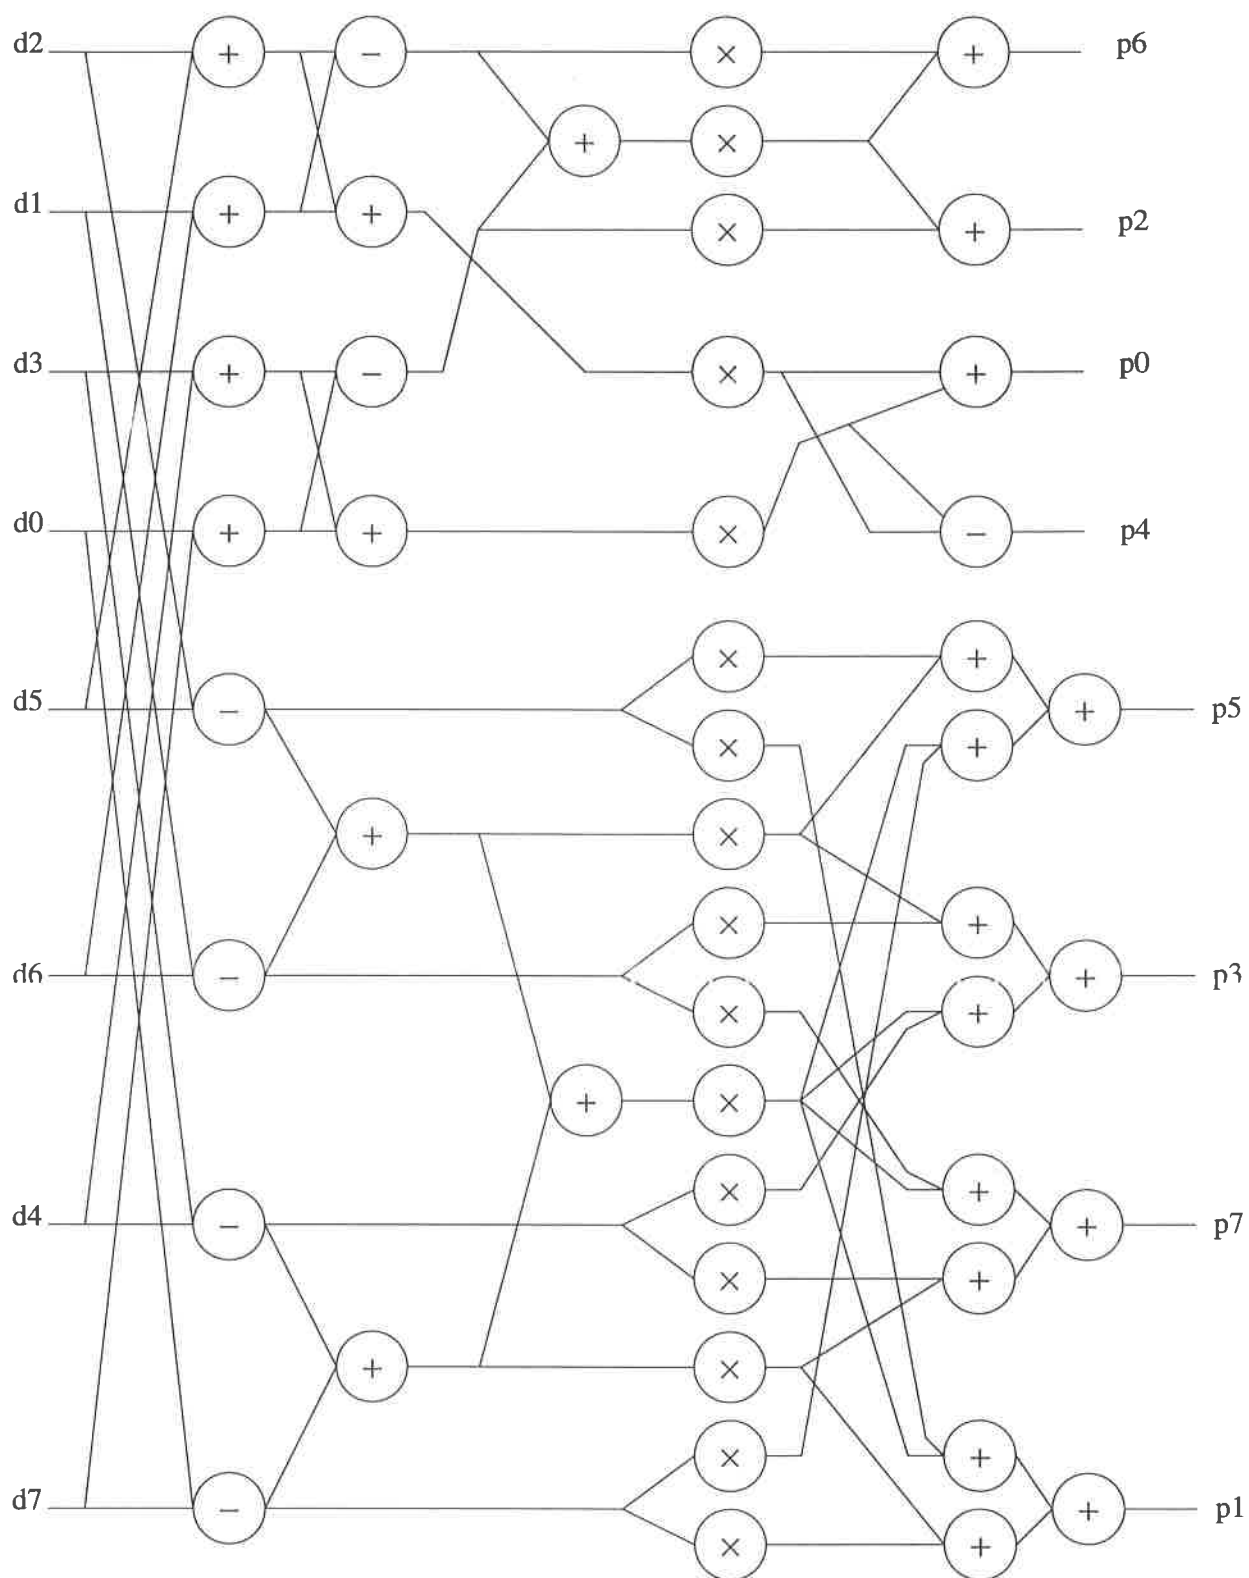 d2 + − × + p6
+ ×
d1 + + × + p2
d3 + − × + p0
d0 + + × − p4
× +
d5 − + p5
× +
+ ×
× +
d6 − + p3
× +
+ ×
× +
d4 − + p7
× +
+ ×
× +
d7 − + p1
× +